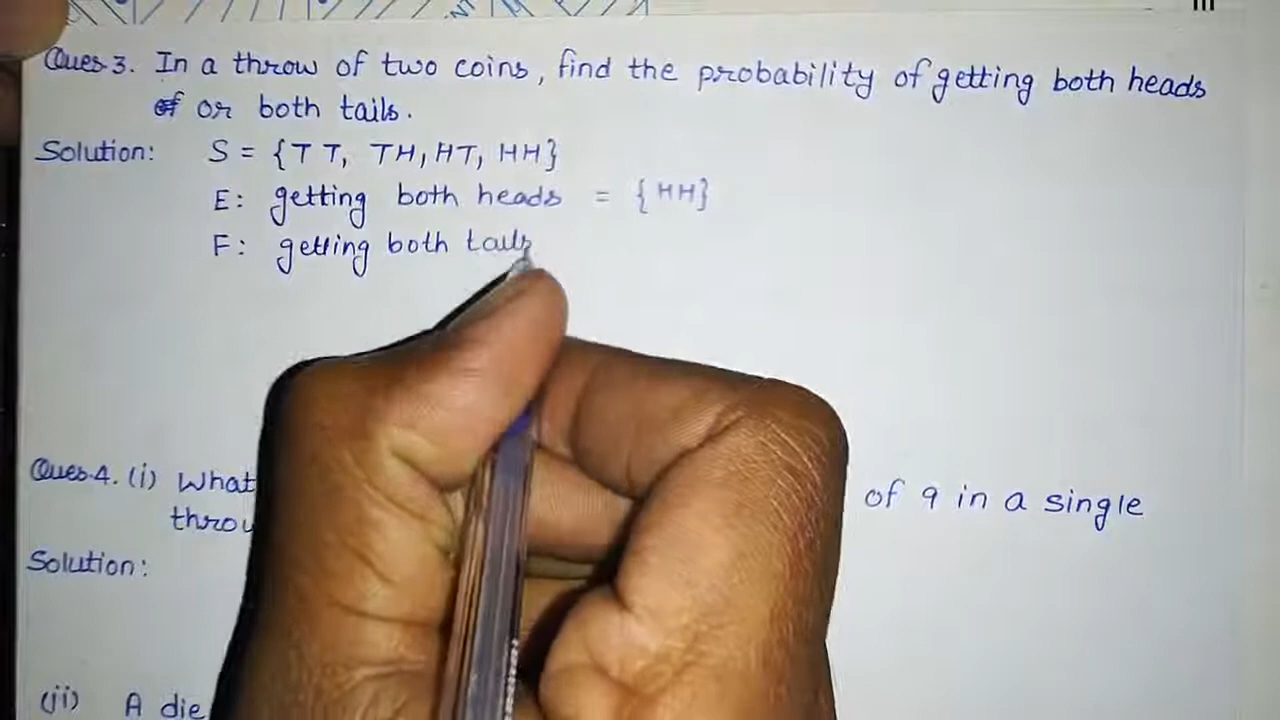 Ques 3. In a throw of two coins, find the probability of getting both heads
or both tails.
Solution: S = {TT, TH, HT, HH}
E: getting both heads = {HH}
F: getting both tails
Ques 4. (i) What of 9 in a single
Solution:
(ii) A die